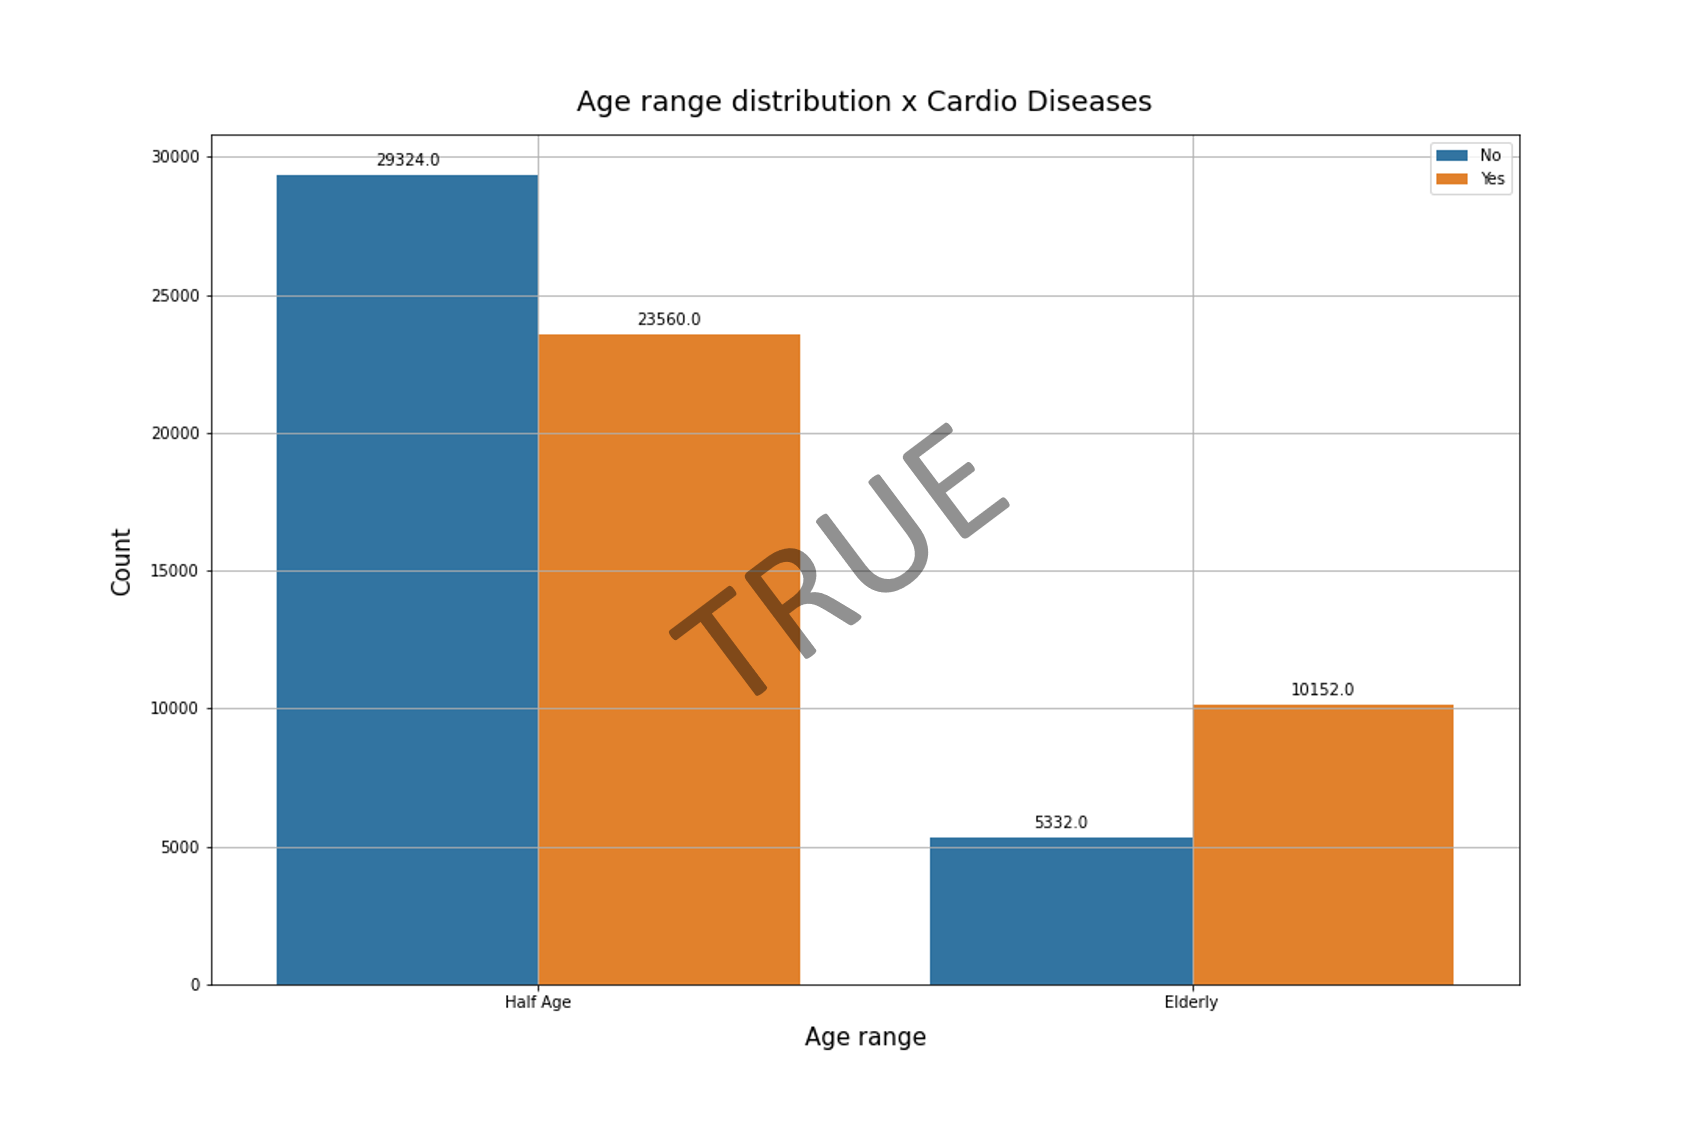 Age range distribution x Cardio Diseases
30000
25000
20000
15000
10000
5000
0
Count
29324.0
23560.0
5332.0
10152.0
No
Yes
TRUE
Half Age
Elderly
Age range